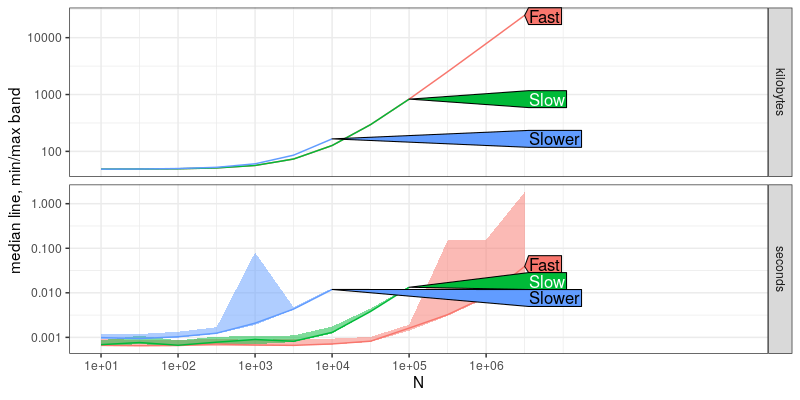 median line, min/max band
10000
1000
100
Fast
Slow
Slower
kilobytes
1.000
0.100
0.010
0.001
Fast
Slow
Slower
seconds
1e+01
1e+02
1e+03
1e+04
1e+05
1e+06
N